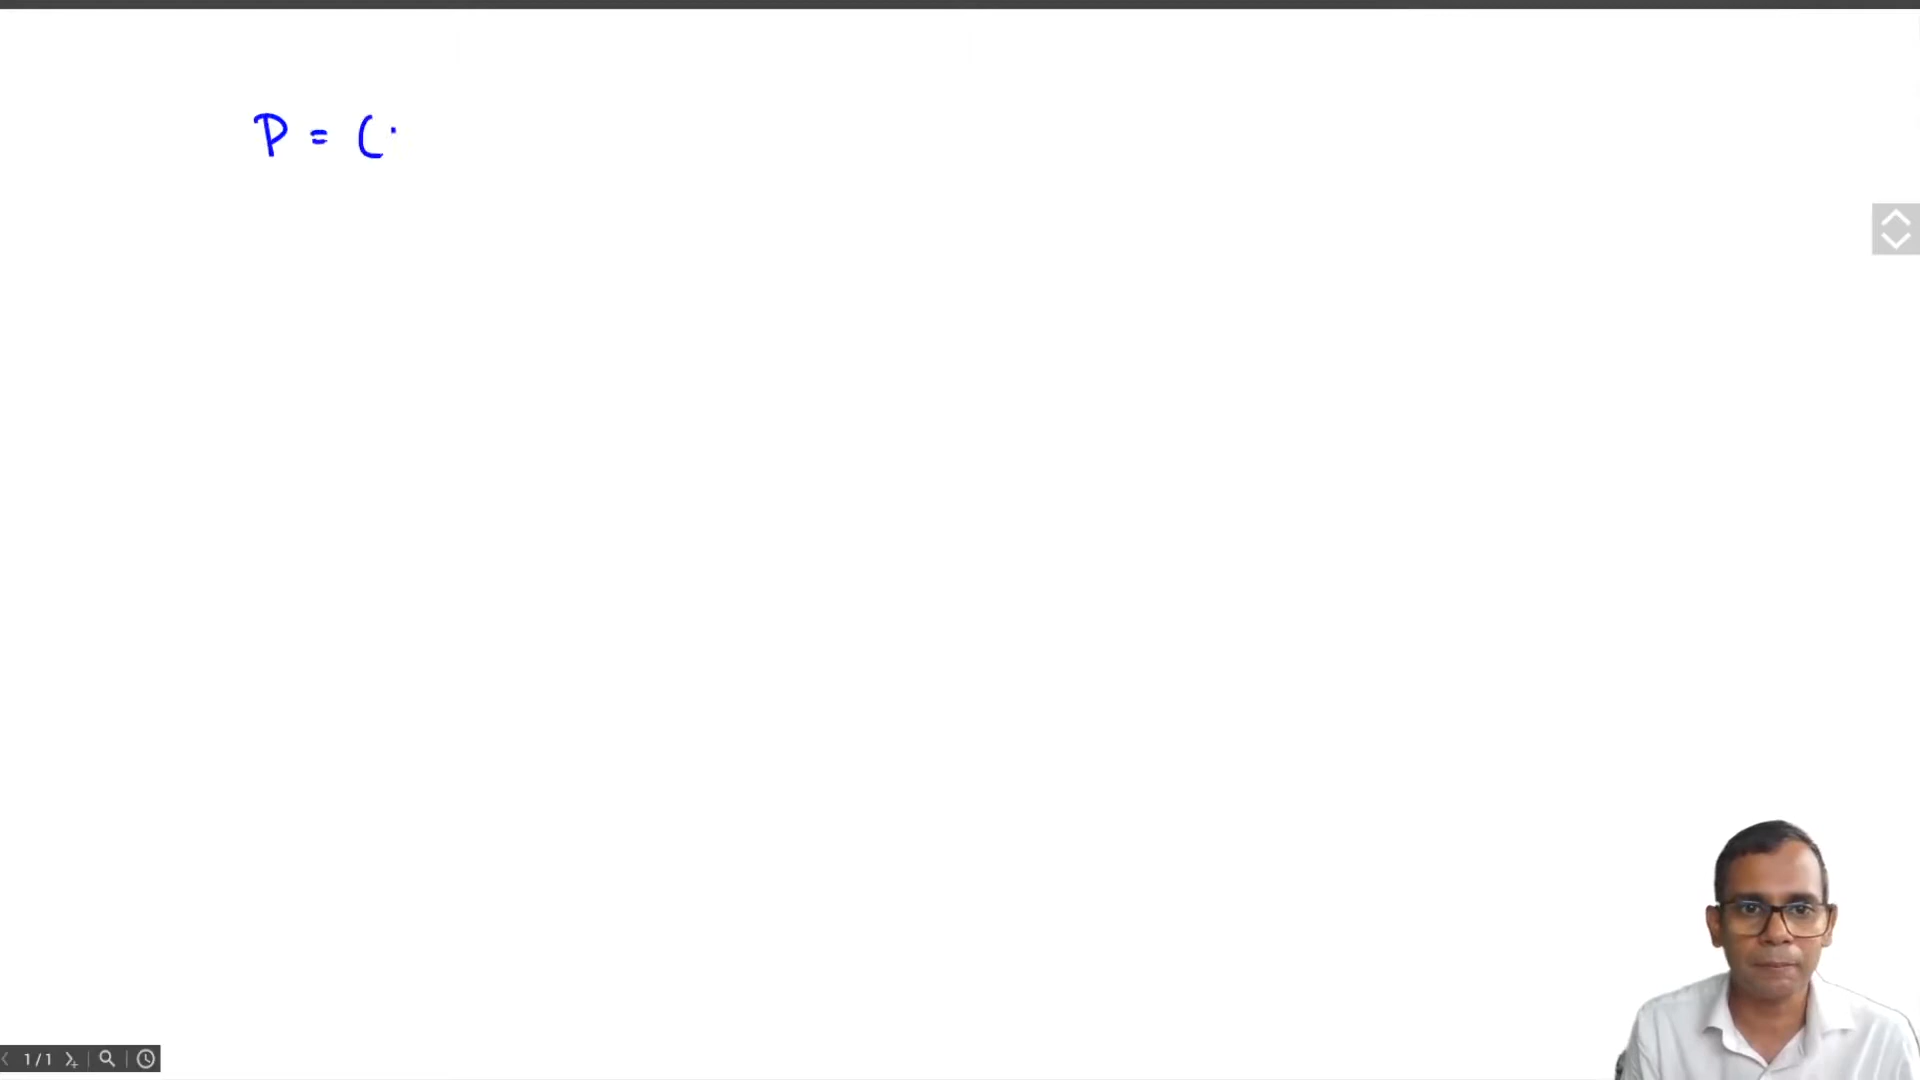 P = (
1 / 1